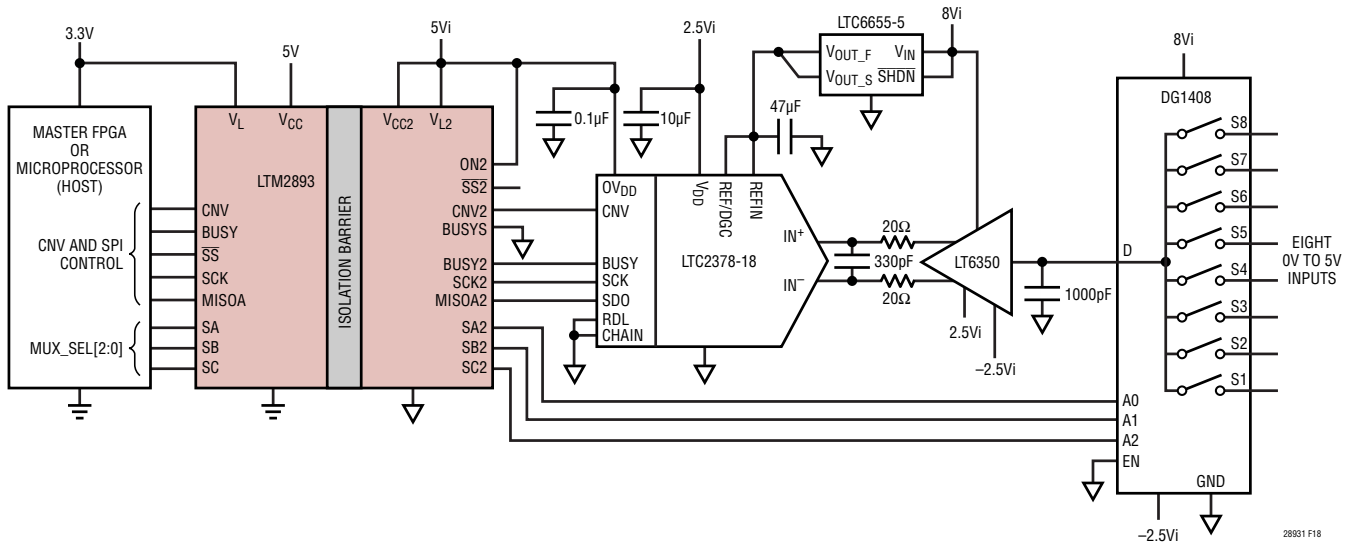 3.3V
5V
5Vi
2.5Vi
LTC6655-5
8Vi
8Vi
VOUT_F
VIN
VOUT_S
SHDN
47µF
0.1µF
10µF
MASTER FPGA
OR
MICROPROCESSOR
(HOST)
CNV
BUSY
SS
SCK
MISOA
CNV AND SPI
CONTROL
SA
SB
SC
MUX_SEL[2:0]
VL
VCC
LTM2893
ISOLATION BARRIER
VCC2
VL2
ON2
SS2
CNV2
BUSYS
BUSY2
SCK2
MISOA2
SA2
SB2
SC2
OVDD
VDD
REF/DGC
REFIN
CNV
BUSY
SCK
SDO
RDL
CHAIN
LTC2378-18
IN+
IN–
20Ω
330pF
20Ω
LT6350
2.5Vi
–2.5Vi
1000pF
DG1408
D
S8
S7
S6
S5
S4
S3
S2
S1
EIGHT
0V TO 5V
INPUTS
A0
A1
A2
EN
GND
–2.5Vi
28931 F18